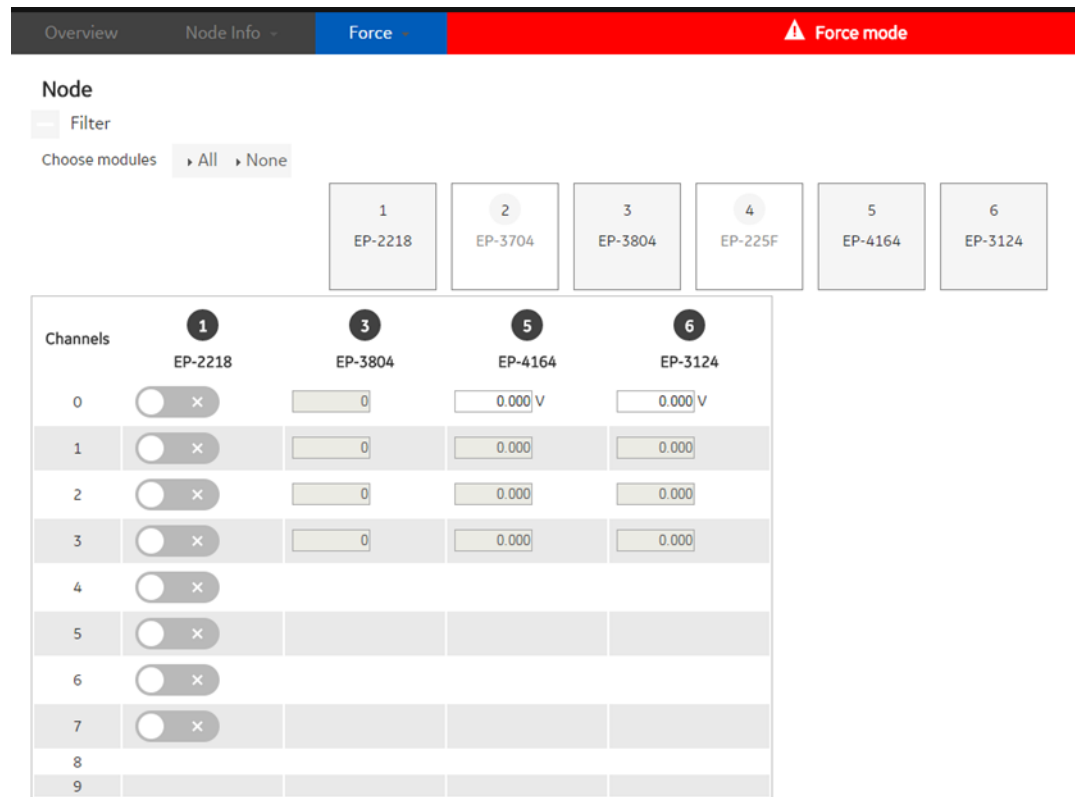 Overview Node Info Force Force mode
Node
Filter
Choose modules All None
1 2 3 4 5 6
EP-2218 EP-3704 EP-3804 EP-225F EP-4164 EP-3124
Channels 1 3 5 6
EP-2218 EP-3804 EP-4164 EP-3124
0 0 0.000 V 0.000 V
1 0 0.000 0.000
2 0 0.000 0.000
3 0 0.000 0.000
4
5
6
7
8
9